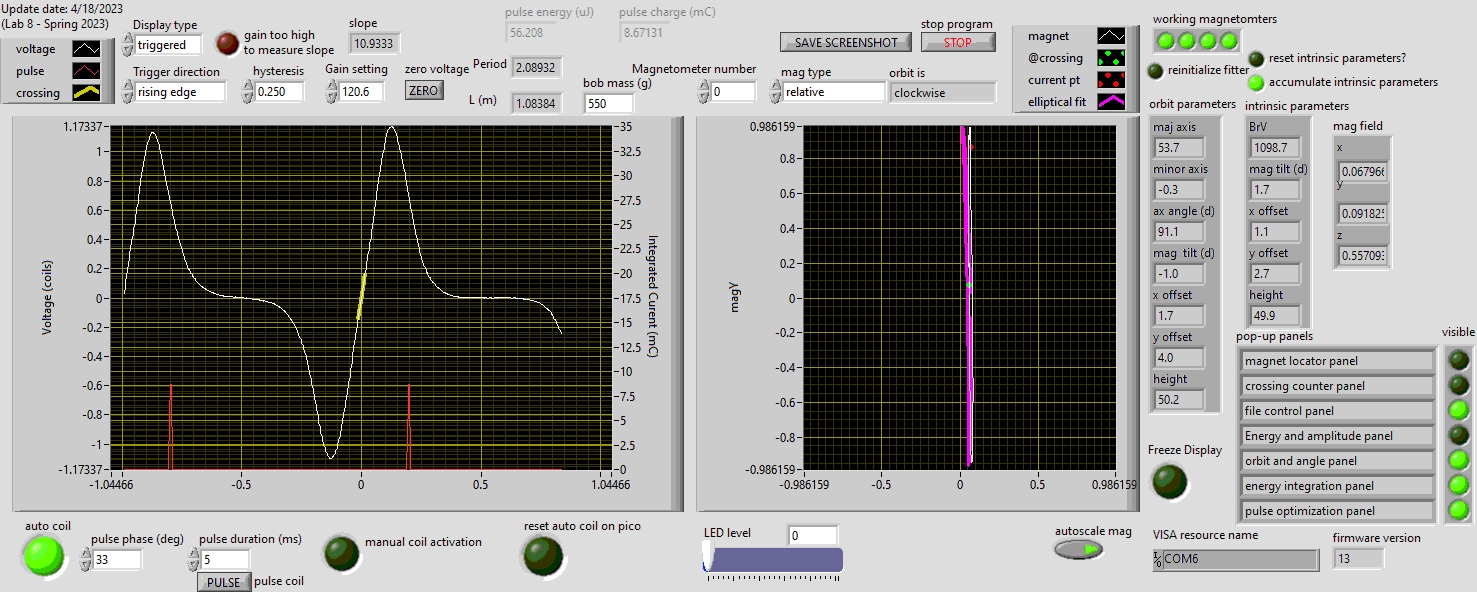 Update date: 4/18/2023
(Lab 8 - Spring 2023)
voltage
pulse
crossing
Display type
triggered
gain too high
to measure slope
slope
10.9333
Trigger direction
rising edge
hysteresis
0.250
Gain setting
120.6
zero voltage
ZERO
pulse energy (uJ)
56.208
pulse charge (mC)
8.67131
Period
2.08932
L (m)
1.08384
bob mass (g)
550
Magnetometer number
0
mag type
relative
orbit is
clockwise
SAVE SCREENSHOT
stop program
STOP
magnet
@crossing
current pt
elliptical fit
working magnetomters
reinitialize fitter
reset intrinsic parameters?
accumulate intrinsic parameters
orbit parameters
maj axis
53.7
minor axis
-0.3
ax angle (d)
91.1
mag tilt (d)
-1.0
x offset
1.7
y offset
4.0
height
50.2
intrinsic parameters
BrV
1098.7
mag tilt (d)
1.7
x offset
1.1
y offset
2.7
height
49.9
mag field
x
0.06796
y
0.0918
z
0.55709
Voltage (coils)
1.17337
1
0.8
0.6
0.4
0.2
0
-0.2
-0.4
-0.6
-0.8
-1
-1.17337
-1.04466
-0.5
0
0.5
1.04466
35
32.5
30
27.5
25
22.5
20
17.5
15
12.5
10
7.5
5
2.5
0
Integrated Curent (mC)
magY
0.986159
0.8
0.6
0.4
0.2
0
-0.2
-0.4
-0.6
-0.8
-0.986159
-0.986159
-0.5
0
0.5
0.986159
pop-up panels
visible
magnet locator panel
crossing counter panel
file control panel
Energy and amplitude panel
orbit and angle panel
energy integration panel
pulse optimization panel
Freeze Display
auto coil
pulse phase (deg)
33
pulse duration (ms)
5
PULSE
pulse coil
manual coil activation
reset auto coil on pico
LED level
0
autoscale mag
VISA resource name
COM6
firmware version
13